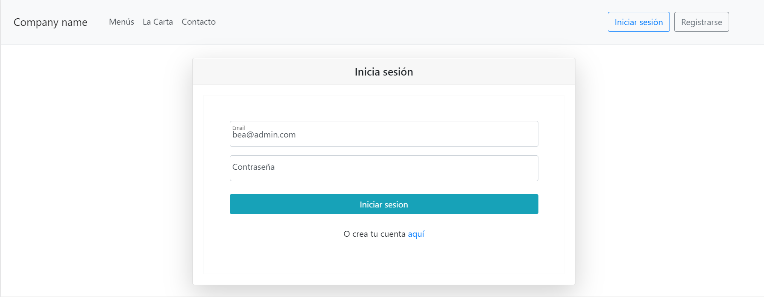 Company name Menús La Carta Contacto Iniciar sesión Registrarse
Inicia sesión
Email
bea@admin.com
Contraseña
Iniciar sesion
O crea tu cuenta aquí